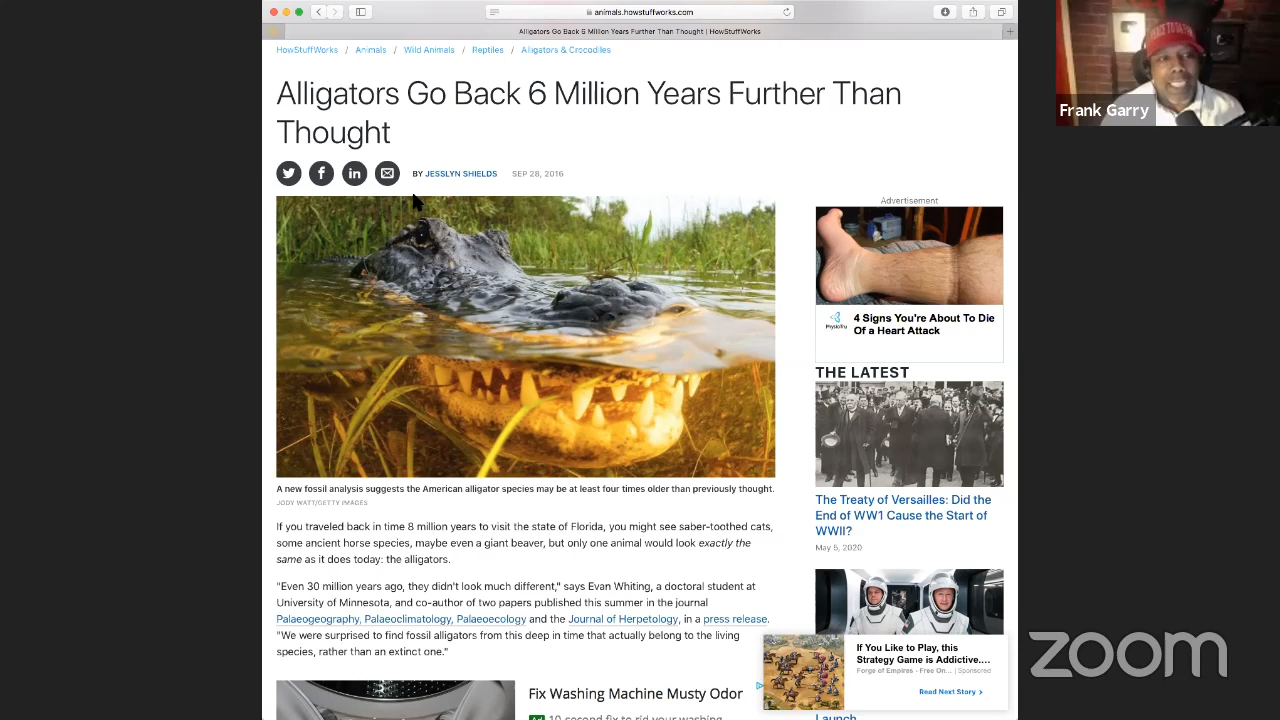 animals.howstuffworks.com
Alligators Go Back 6 Million Years Further Than Thought | HowStuffWorks
HowStuffWorks / Animals / Wild Animals / Reptiles / Alligators & Crocodiles
Alligators Go Back 6 Million Years Further Than
Thought
BY JESSLYN SHIELDS SEP 28, 2016
A new fossil analysis suggests the American alligator species may be at least four times older than previously thought.
JODY WATT/GETTY IMAGES
If you traveled back in time 8 million years to visit the state of Florida, you might see saber-toothed cats,
some ancient horse species, maybe even a giant beaver, but only one animal would look exactly the
same as it does today: the alligators.
"Even 30 million years ago, they didn't look much different," says Evan Whiting, a doctoral student at
University of Minnesota, and co-author of two papers published this summer in the journal
Palaeogeography, Palaeoclimatology, Palaeoecology and the Journal of Herpetology, in a press release.
"We were surprised to find fossil alligators from this deep in time that actually belong to the living
species, rather than an extinct one."
Fix Washing Machine Musty Odor
Ad 10 second fix to rid your washing
Advertisement
PhysioTru
4 Signs You're About To Die
Of a Heart Attack
THE LATEST
The Treaty of Versailles: Did the
End of WW1 Cause the Start of
WWII?
May 5, 2020
If You Like to Play, this
Strategy Game is Addictive....
Forge of Empires - Free On... | Sponsored
Read Next Story >
Launch
Frank Garry
zoom